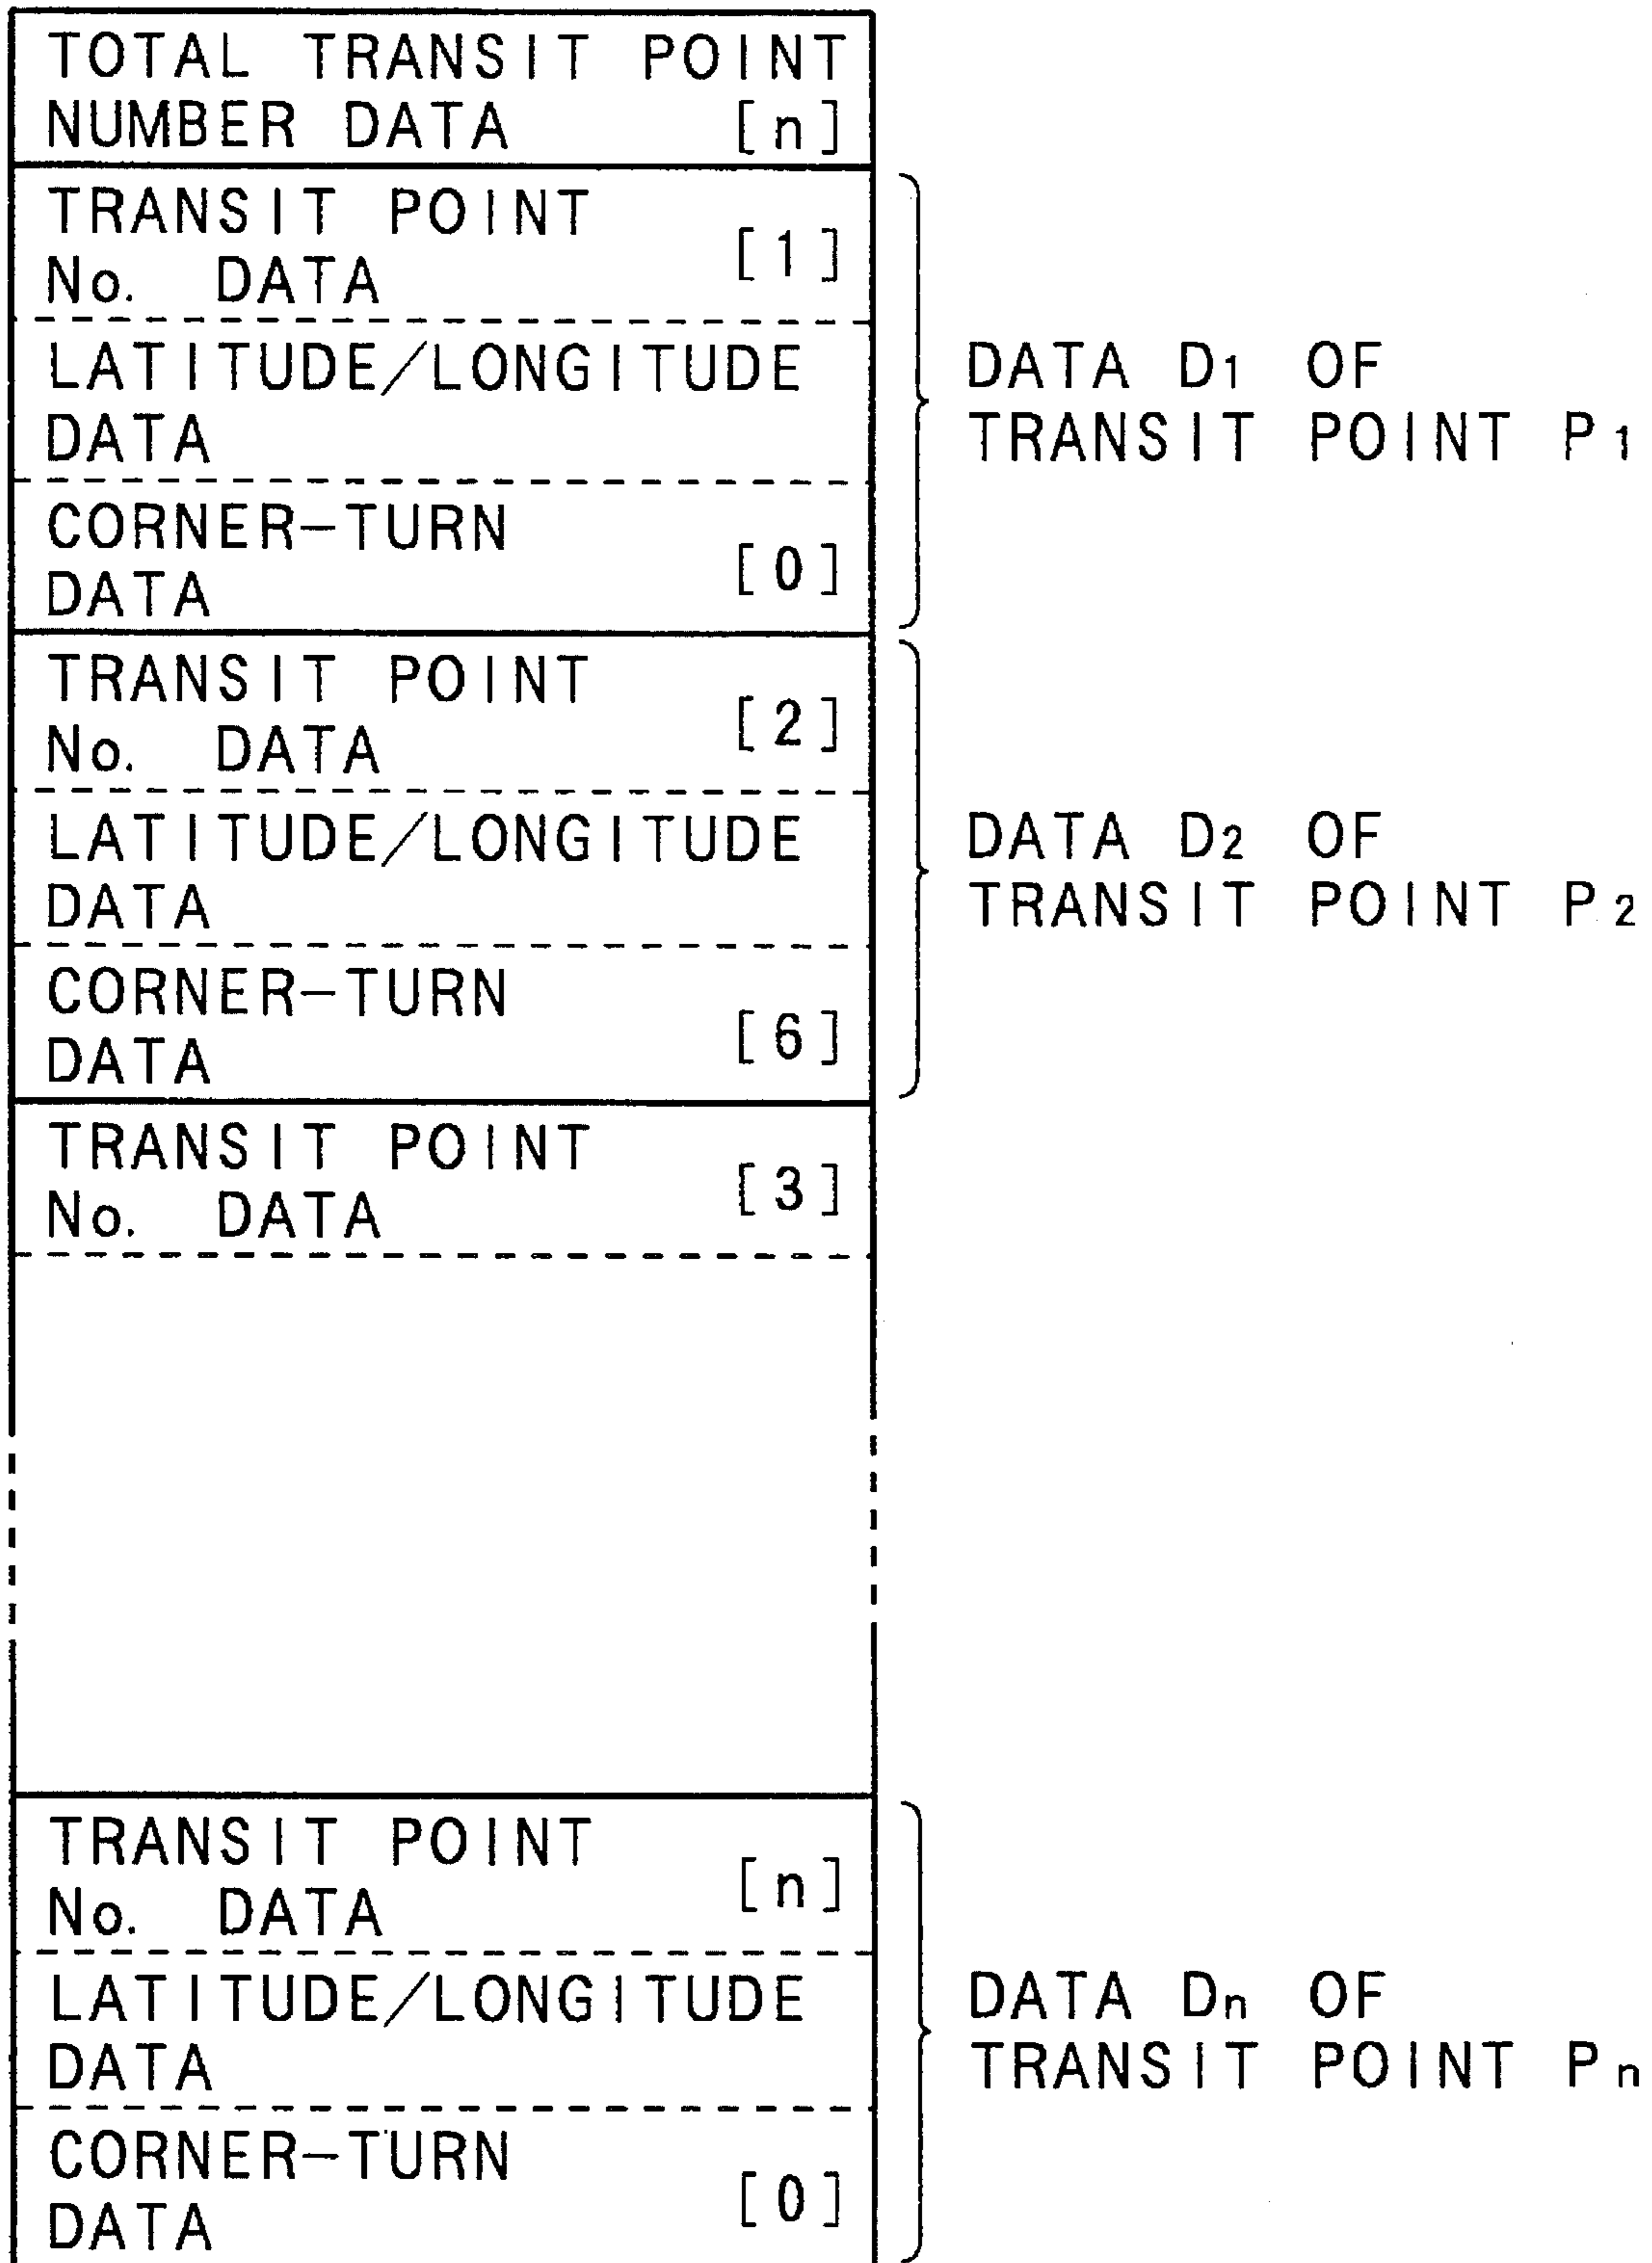 TOTAL TRANSIT POINT
NUMBER DATA [n]
TRANSIT POINT
No. DATA [1]
LATITUDE/LONGITUDE
DATA
CORNER-TURN
DATA [0]
DATA D1 OF
TRANSIT POINT P1
TRANSIT POINT
No. DATA [2]
LATITUDE/LONGITUDE
DATA
CORNER-TURN
DATA [6]
DATA D2 OF
TRANSIT POINT P2
TRANSIT POINT
No. DATA [3]
TRANSIT POINT
No. DATA [n]
LATITUDE/LONGITUDE
DATA
CORNER-TURN
DATA [0]
DATA Dn OF
TRANSIT POINT Pn